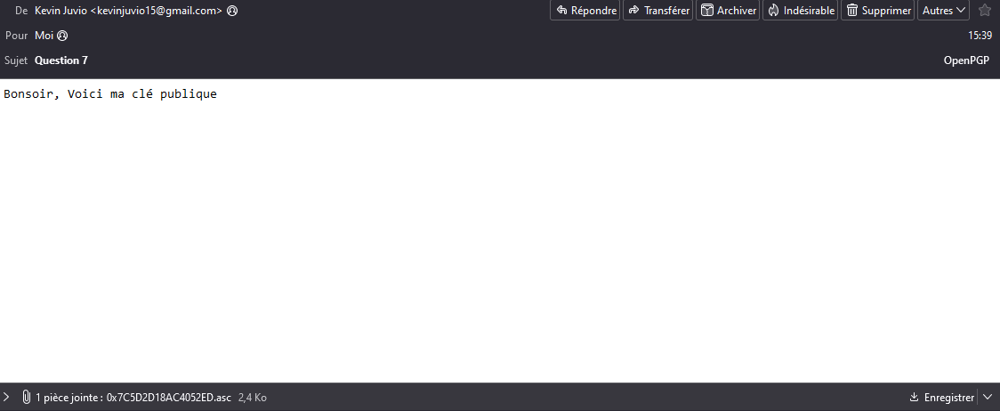 De Kevin Juvio <kevinjuvio15@gmail.com> Répondre Transférer Archiver Indésirable Supprimer Autres
Pour Moi 15:39
Sujet Question 7 OpenPGP
Bonsoir, Voici ma clé publique
1 pièce jointe : 0x7C5D2D18AC4052ED.asc 2,4 Ko Enregistrer